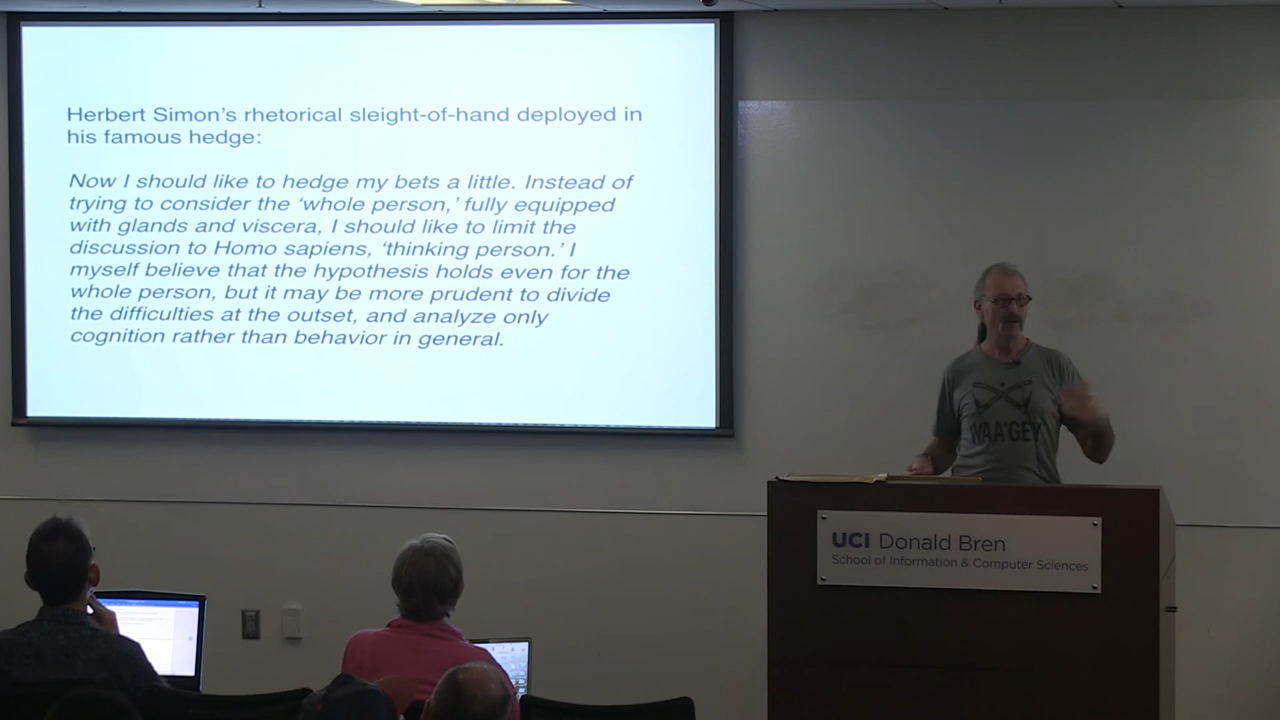 Herbert Simon's rhetorical sleight-of-hand deployed in
his famous hedge:
Now I should like to hedge my bets a little. Instead of
trying to consider the ‘whole person,’ fully equipped
with glands and viscera, I should like to limit the
discussion to Homo sapiens, ‘thinking person.’ I
myself believe that the hypothesis holds even for the
whole person, but it may be more prudent to divide
the difficulties at the outset, and analyze only
cognition rather than behavior in general.
WAA'GEY
UCI Donald Bren
School of Information & Computer Sciences